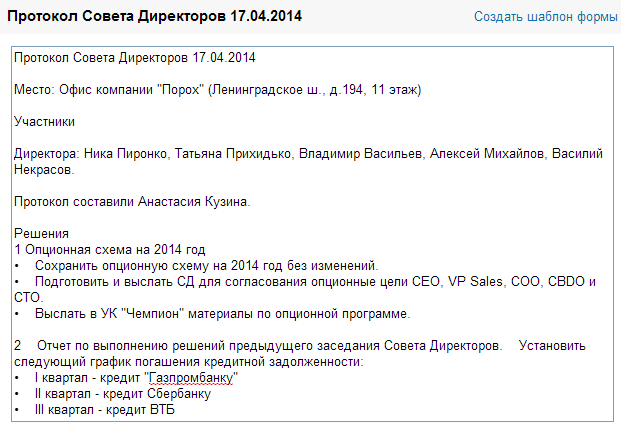 Протокол Совета Директоров 17.04.2014
Создать шаблон формы
Протокол Совета Директоров 17.04.2014
Место: Офис компании "Порох" (Ленинградское ш., д.194, 11 этаж)
Участники
Директора: Ника Пиронко, Татьяна Прихидько, Владимир Васильев, Алексей Михайлов, Василий
Некрасов.
Протокол составили Анастасия Кузина.
Решения
1 Опционная схема на 2014 год
• Сохранить опционную схему на 2014 год без изменений.
• Подготовить и выслать СД для согласования опционные цели CEO, VP Sales, COO, CBDO и
СТО.
• Выслать в УК "Чемпион" материалы по опционной программе.
2 Отчет по выполнению решений предыдущего заседания Совета Директоров. Установить
следующий график погашения кредитной задолженности:
• I квартал - кредит "Газпромбанку"
• II квартал - кредит Сбербанку
• III квартал - кредит ВТБ